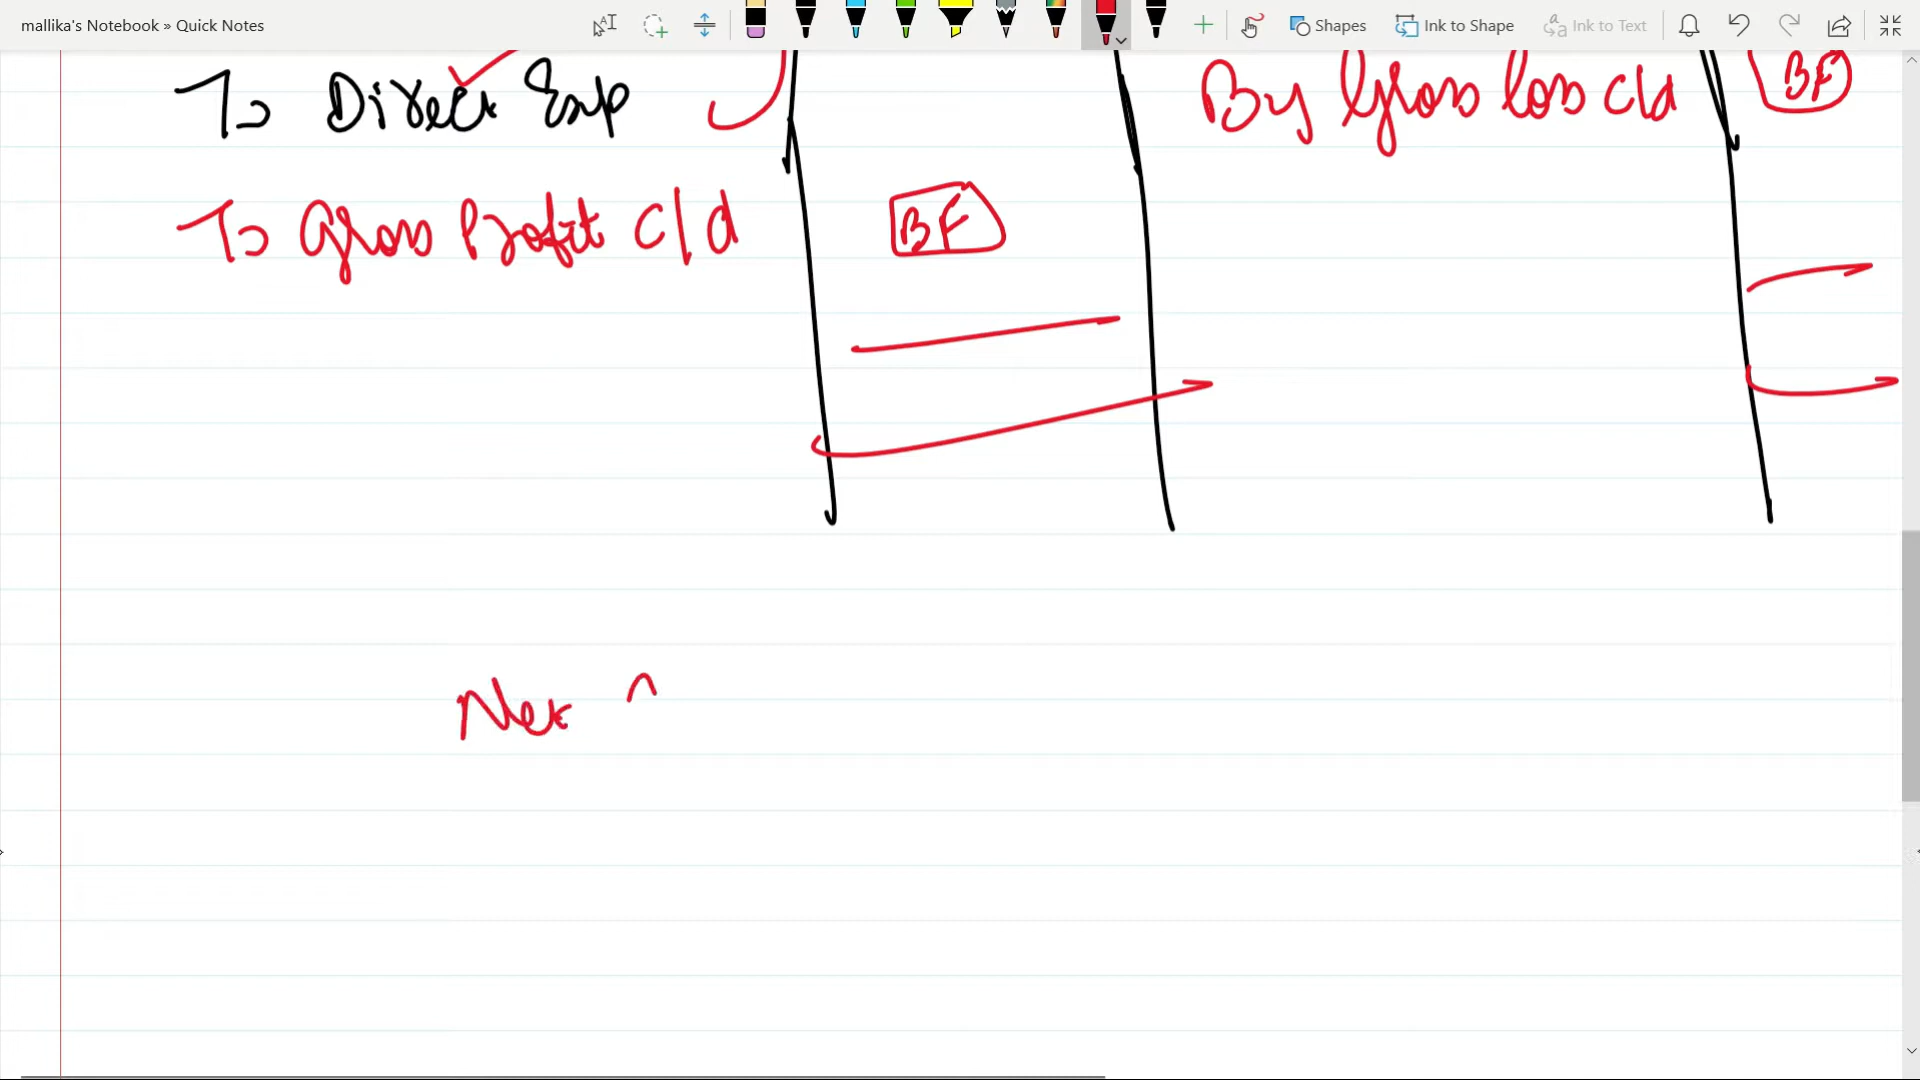 mallika's Notebook » Quick Notes
Shapes Ink to Shape Ink to Text
To Direct Exp By Gross loss c/d BF
To Gross Profit c/d BF
Net